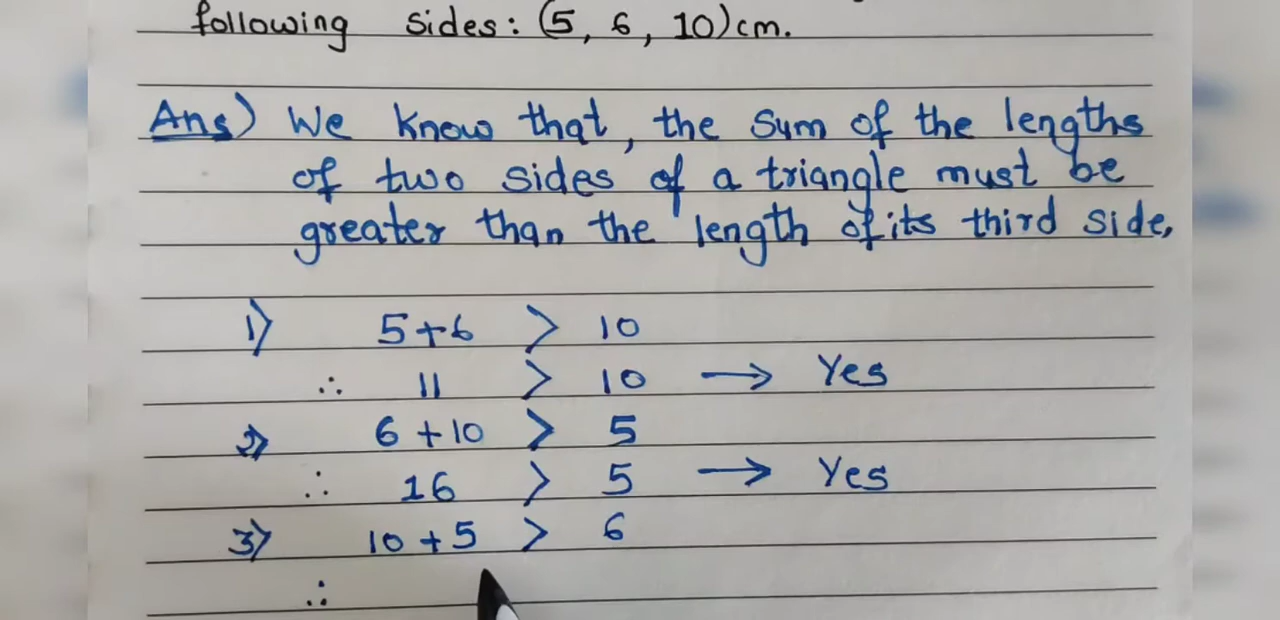 following sides: (5, 6, 10)cm.
Ans) We know that, the sum of the lengths
of two sides of a triangle must be
greater than the length of its third side,
1) 5+6 > 10
∴ 11 > 10 → Yes
2) 6 +10 > 5
∴ 16 > 5 → Yes
3) 10 +5 > 6
∴